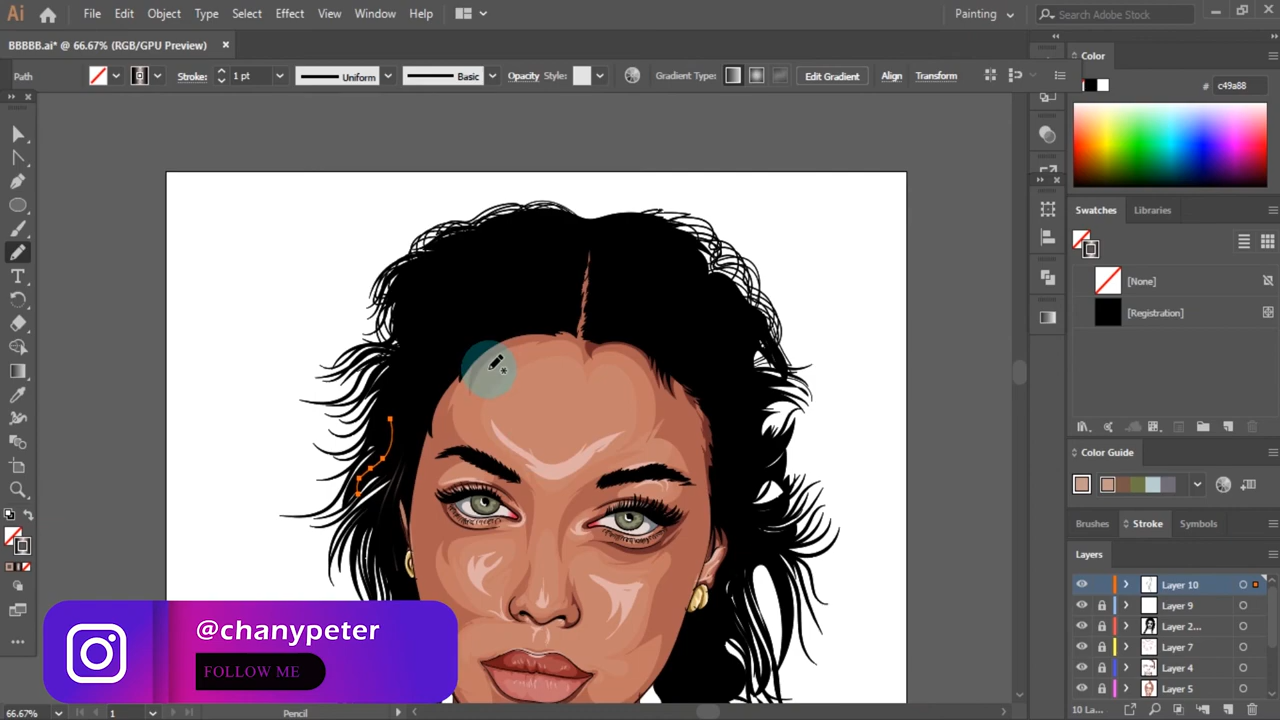 Ai File Edit Object Type Select Effect View Window Help Painting Search Adobe Stock
BBBBB.ai* @ 66.67% (RGB/GPU Preview)
Path Stroke: 1 pt Uniform Basic Opacity Style: Gradient Type: Edit Gradient Align Transform
Color
# c49a88
Swatches Libraries
[None]
[Registration]
Color Guide
Brushes Stroke Symbols
Layers
Layer 10
Layer 9
Layer 2...
Layer 7
Layer 4
Layer 5
10 La...
@chanypeter
FOLLOW ME
66.67% 1 Pencil